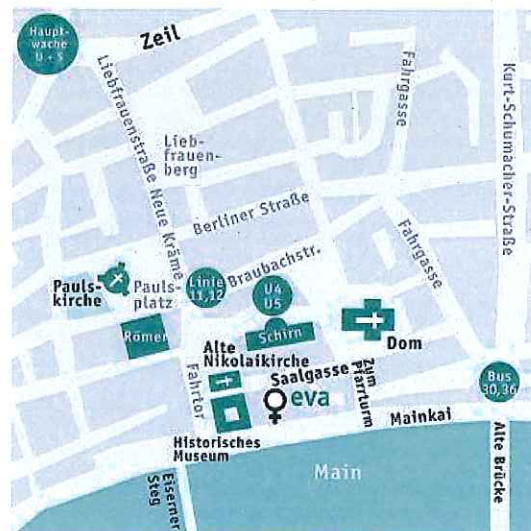 Haupt-
wache
U + S
Zeil
Liebfrauenstraße
Neue Kräme
Lieb-
frauen-
berg
Fahrgasse
Kurt-Schumacher-Straße
Berliner Straße
Fahrgasse
Pauls-
kirche
Pauls-
platz
Linie
11,12
Braubachstr.
U4
U5
Römer
Schirn
Dom
Alte
Nikolaikirche
Saalgasse
Zum
Pfarrturm
Bus
30,36
Fahrtor
eva
Mainkai
Historisches
Museum
Alte Brücke
Eiserner
Steg
Main